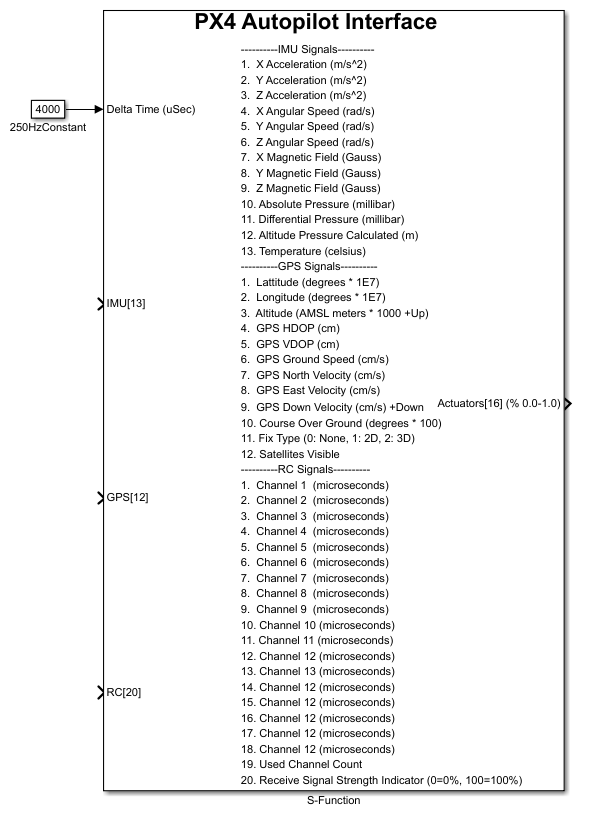 PX4 Autopilot Interface
----------IMU Signals----------
1. X Acceleration (m/s^2)
2. Y Acceleration (m/s^2)
3. Z Acceleration (m/s^2)
4. X Angular Speed (rad/s)
5. Y Angular Speed (rad/s)
6. Z Angular Speed (rad/s)
7. X Magnetic Field (Gauss)
8. Y Magnetic Field (Gauss)
9. Z Magnetic Field (Gauss)
10. Absolute Pressure (millibar)
11. Differential Pressure (millibar)
12. Altitude Pressure Calculated (m)
13. Temperature (celsius)
----------GPS Signals----------
1. Lattitude (degrees * 1E7)
2. Longitude (degrees * 1E7)
3. Altitude (AMSL meters * 1000 +Up)
4. GPS HDOP (cm)
5. GPS VDOP (cm)
6. GPS Ground Speed (cm/s)
7. GPS North Velocity (cm/s)
8. GPS East Velocity (cm/s)
9. GPS Down Velocity (cm/s) +Down
10. Course Over Ground (degrees * 100)
11. Fix Type (0: None, 1: 2D, 2: 3D)
12. Satellites Visible
----------RC Signals----------
1. Channel 1 (microseconds)
2. Channel 2 (microseconds)
3. Channel 3 (microseconds)
4. Channel 4 (microseconds)
5. Channel 5 (microseconds)
6. Channel 6 (microseconds)
7. Channel 7 (microseconds)
8. Channel 8 (microseconds)
9. Channel 9 (microseconds)
10. Channel 10 (microseconds)
11. Channel 11 (microseconds)
12. Channel 12 (microseconds)
13. Channel 13 (microseconds)
14. Channel 12 (microseconds)
15. Channel 12 (microseconds)
16. Channel 12 (microseconds)
17. Channel 12 (microseconds)
18. Channel 12 (microseconds)
19. Used Channel Count
20. Receive Signal Strength Indicator (0=0%, 100=100%)
4000
250HzConstant
Delta Time (uSec)
IMU[13]
GPS[12]
RC[20]
Actuators[16] (% 0.0-1.0)
S-Function